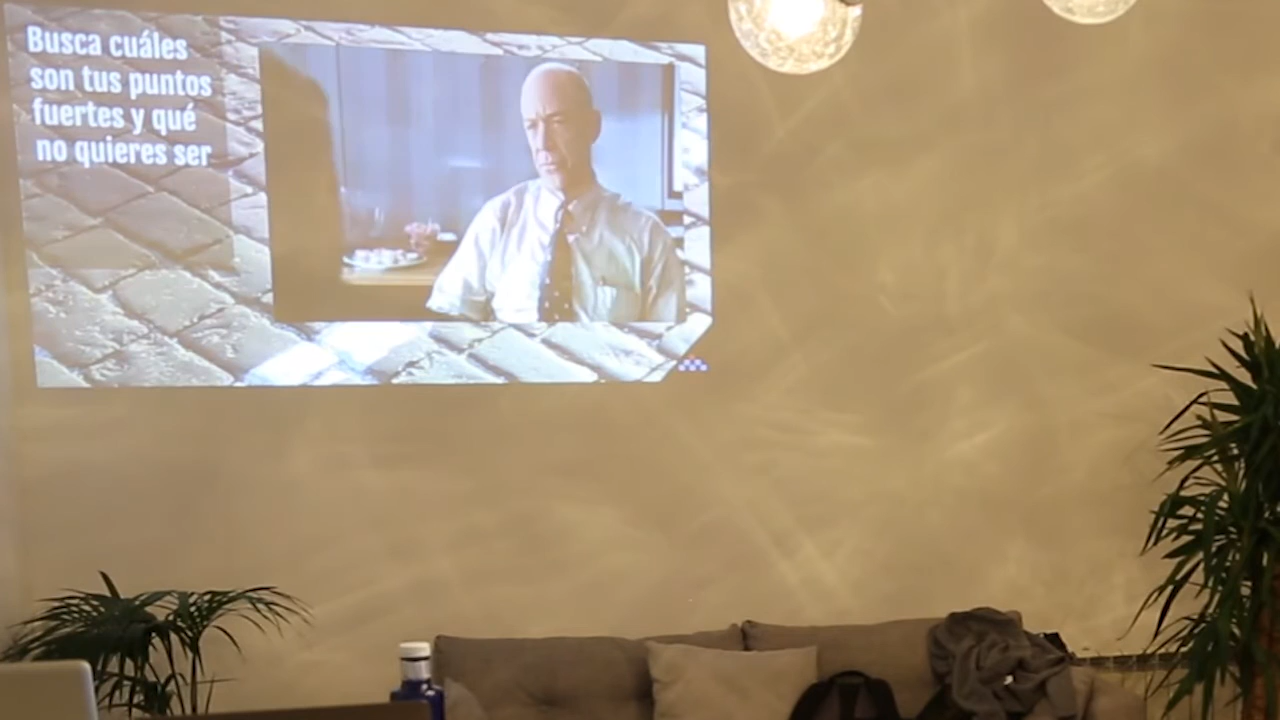 Busca cuáles
son tus puntos
fuertes y qué
no quieres ser